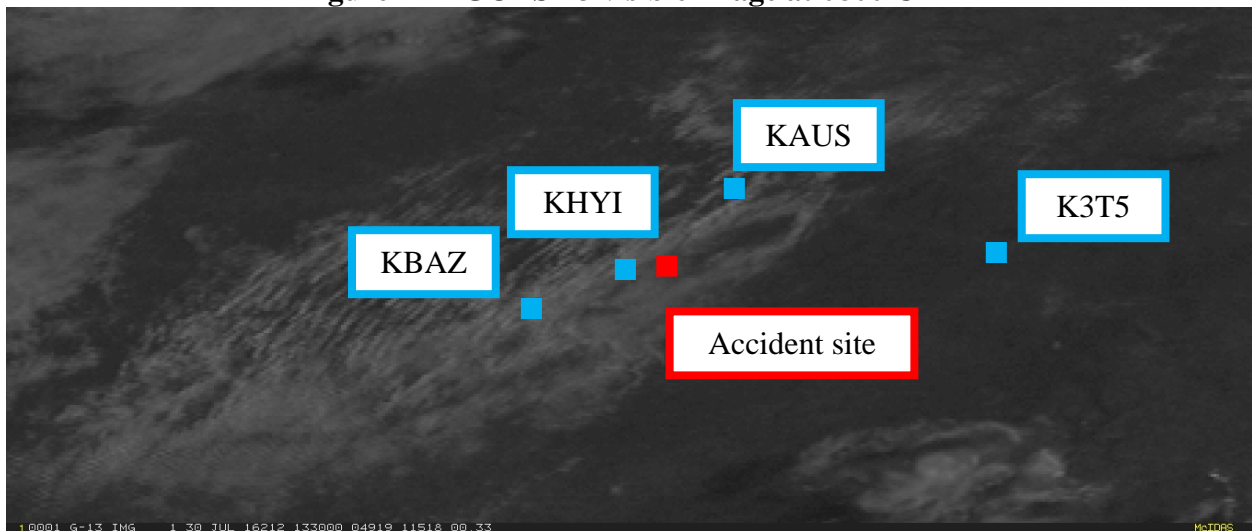 KAUS
KHYI
K3T5
KBAZ
Accident site
1 0001 G-13 IMG 1 30 JUL 16212 133000 04919 11518 00.33
McIDAS